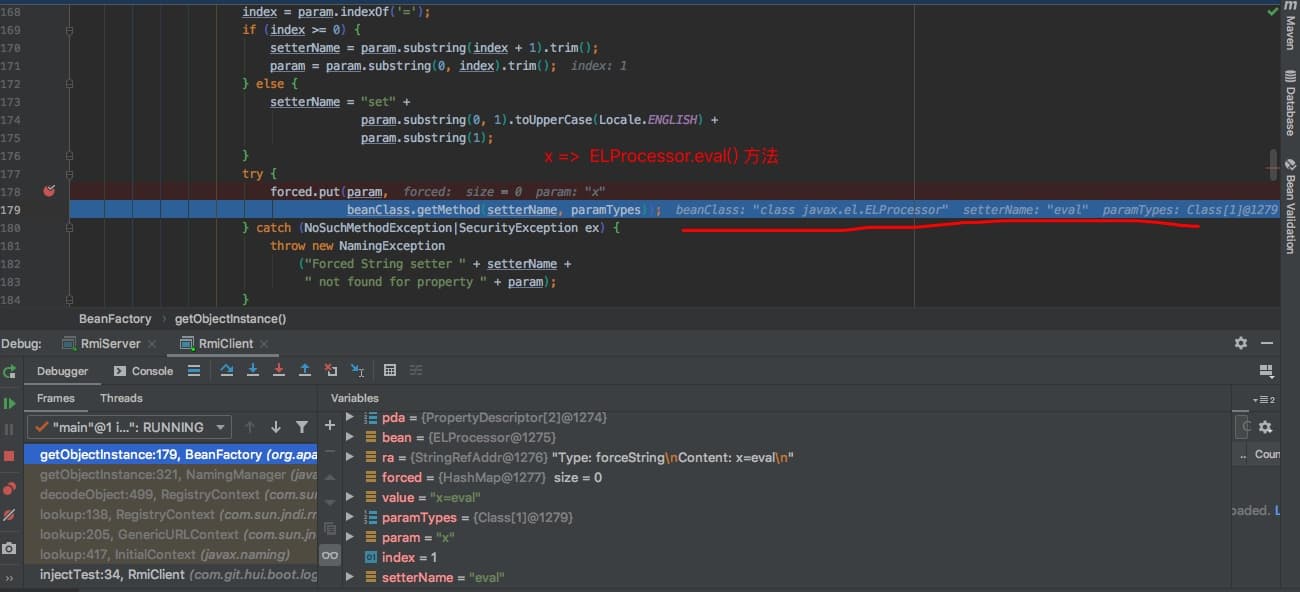 168 index = param.indexOf('=');
169 if (index >= 0) {
170 setterName = param.substring(index + 1).trim();
171 param = param.substring(0, index).trim(); index: 1
172 } else {
173 setterName = "set" +
174 param.substring(0, 1).toUpperCase(Locale.ENGLISH) +
175 param.substring(1);
176 }
x => ELProcessor.eval() 方法
177 try {
178 forced.put(param, forced: size = 0 param: "x"
179 beanClass.getMethod(setterName, paramTypes)); beanClass: "class javax.el.ELProcessor" setterName: "eval" paramTypes: Class[1]@1279
180 } catch (NoSuchMethodException|SecurityException ex) {
181 throw new NamingException
182 ("Forced String setter " + setterName +
183 " not found for property " + param);
184 }
Maven
Database
Bean Validation
BeanFactory › getObjectInstance()
Debug: RmiServer RmiClient
Debugger Console
Frames Threads
Variables
"main"@1 i...": RUNNING
getObjectInstance:179, BeanFactory (org.apa
getObjectInstance:321, NamingManager (java
decodeObject:499, RegistryContext (com.sun
lookup:138, RegistryContext (com.sun.jndi.rn
lookup:205, GenericURLContext (com.sun.jn
lookup:417, InitialContext (javax.naming)
injectTest:34, RmiClient (com.git.hui.boot.log
pda = {PropertyDescriptor[2]@1274}
bean = {ELProcessor@1275}
ra = {StringRefAddr@1276} "Type: forceString\nContent: x=eval\n"
forced = {HashMap@1277} size = 0
value = "x=eval"
paramTypes = {Class[1]@1279}
param = "x"
index = 1
setterName = "eval"
2
.. Coun
oaded. L